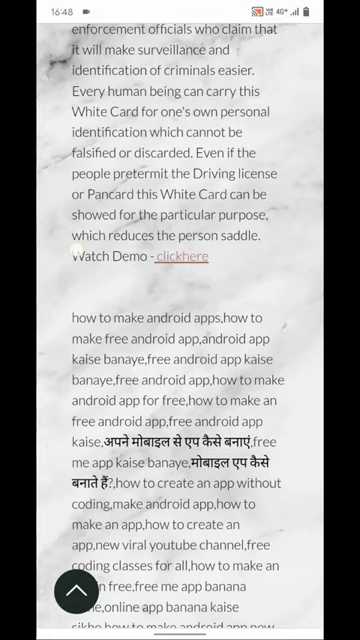 16:48
4G+
enforcement officials who claim that
it will make surveillance and
identification of criminals easier.
Every human being can carry this
White Card for one's own personal
identification which cannot be
falsified or discarded. Even if the
people pretermit the Driving license
or Pancard this White Card can be
showed for the particular purpose,
which reduces the person saddle.
Watch Demo - clickhere
how to make android apps,how to
make free android app,android app
kaise banaye,free android app kaise
banaye,free android app,how to make
android app for free,how to make an
free android app,free android app
kaise,अपने मोबाइल से एप कैसे बनाएं,free
me app kaise banaye,मोबाइल एप कैसे
बनाते हैं?,how to create an app without
coding,make android app,how to
make an app,how to create an
app,new viral youtube channel,free
coding classes for all,how to make an
free,free me app banana
online app banana kaise
sikhe,how to make android app new